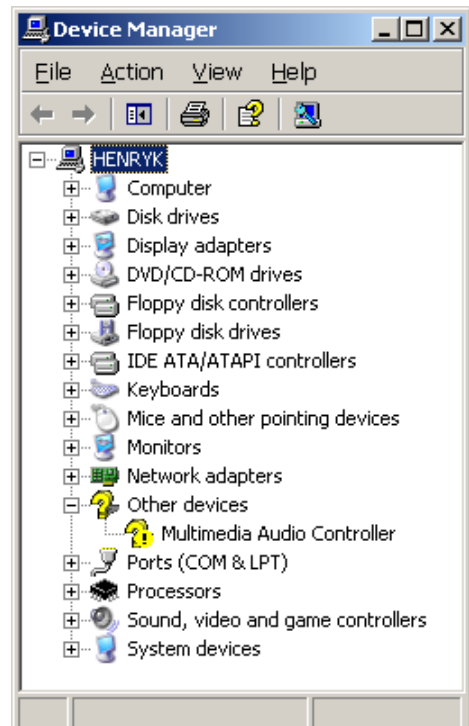 Device Manager
File Action View Help
HENRYK
Computer
Disk drives
Display adapters
DVD/CD-ROM drives
Floppy disk controllers
Floppy disk drives
IDE ATA/ATAPI controllers
Keyboards
Mice and other pointing devices
Monitors
Network adapters
Other devices
Multimedia Audio Controller
Ports (COM & LPT)
Processors
Sound, video and game controllers
System devices